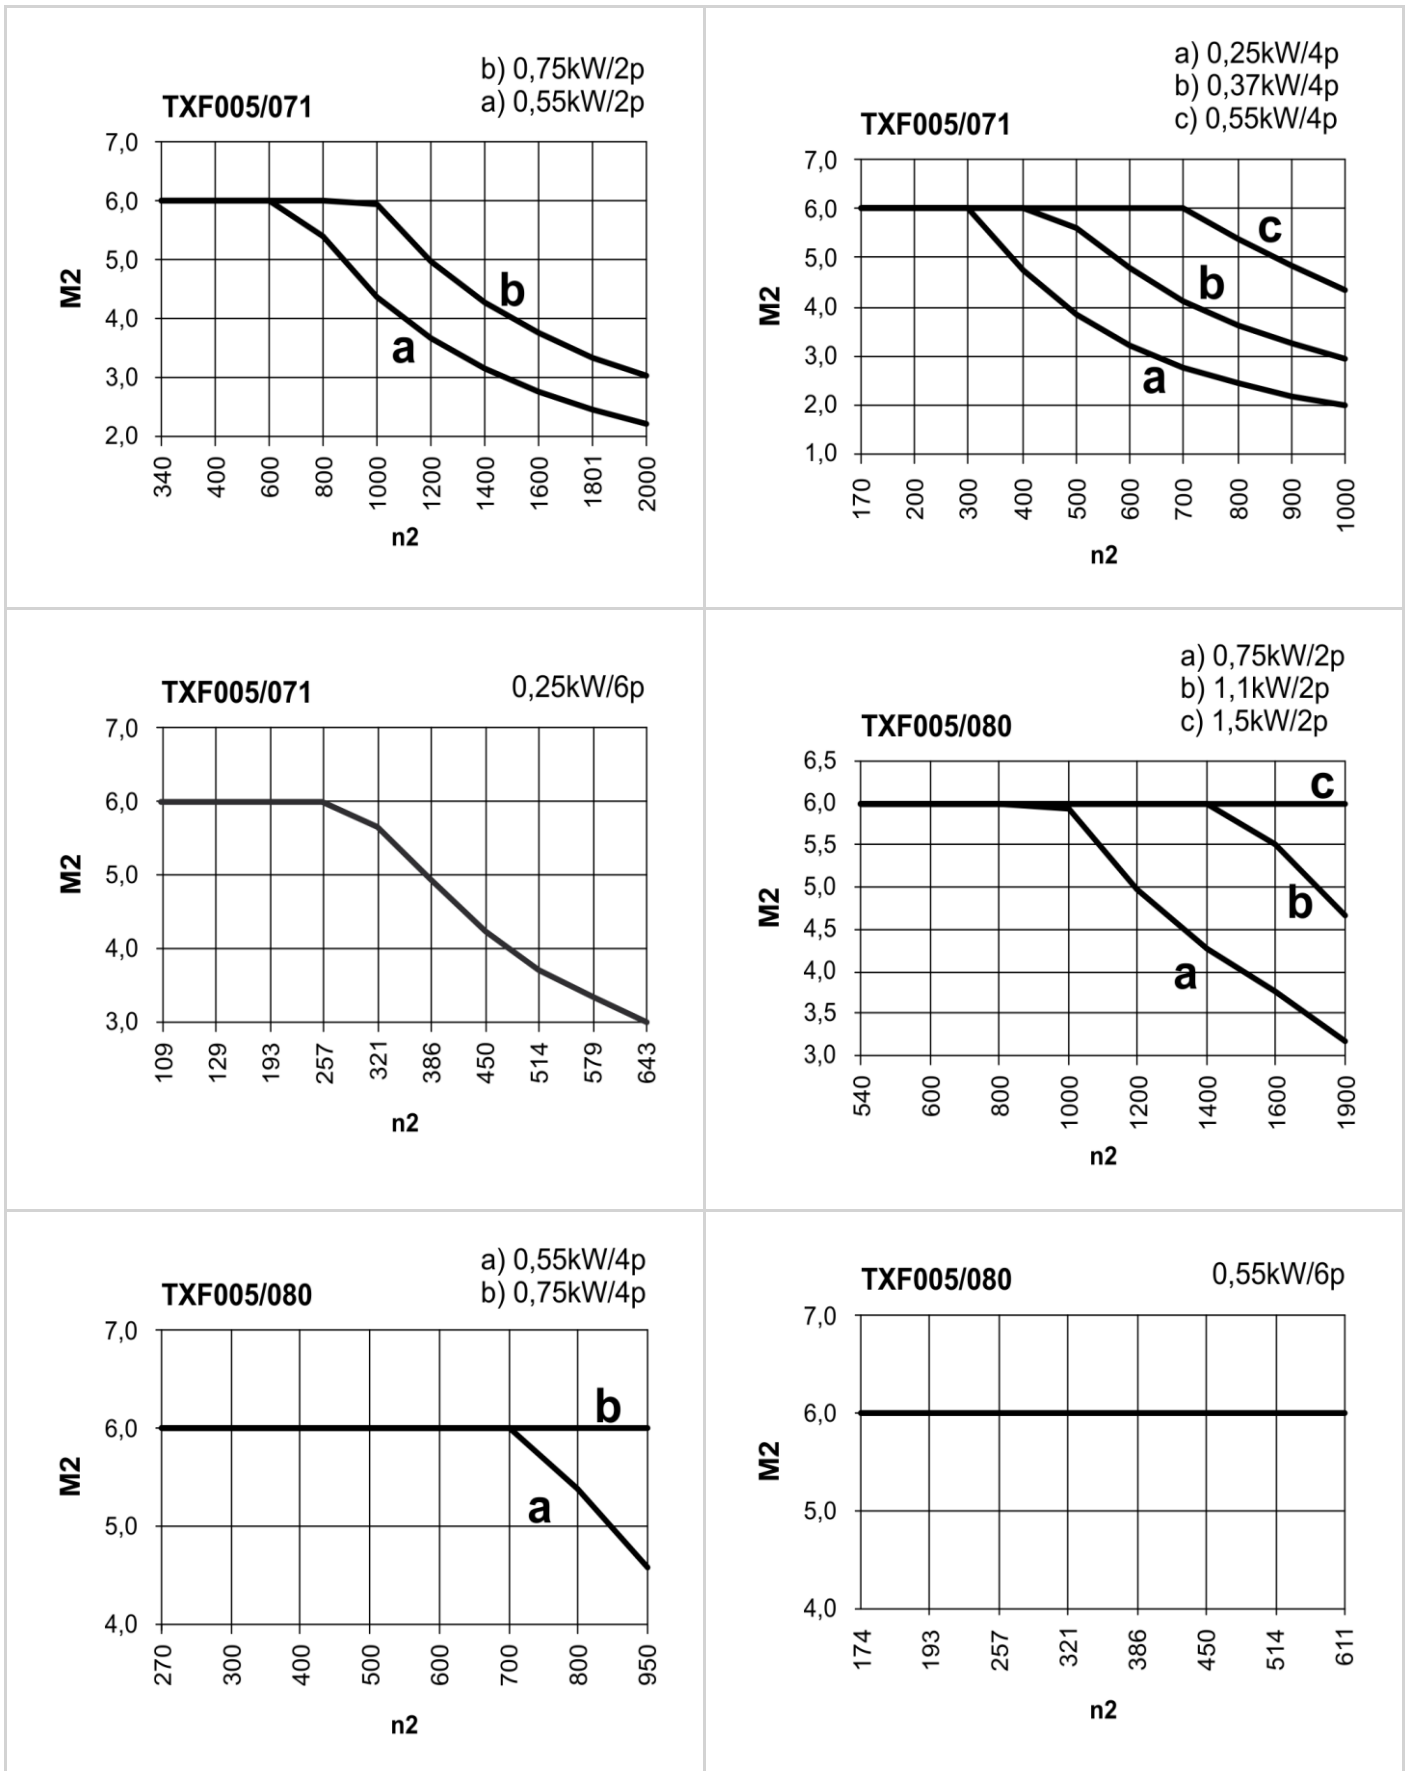 b) 0,75kW/2p
a) 0,55kW/2p
TXF005/071
7,0
6,0
5,0
4,0
3,0
2,0
M2
b
a
340 400 600 800 1000 1200 1400 1600 1801 2000
n2
a) 0,25kW/4p
b) 0,37kW/4p
c) 0,55kW/4p
TXF005/071
7,0
6,0
5,0
4,0
3,0
2,0
1,0
M2
c
b
a
170 200 300 400 500 600 700 800 900 1000
n2
TXF005/071 0,25kW/6p
7,0
6,0
5,0
4,0
3,0
M2
109 129 193 257 321 386 450 514 579 643
n2
a) 0,75kW/2p
b) 1,1kW/2p
c) 1,5kW/2p
TXF005/080
6,5
6,0
5,5
5,0
4,5
4,0
3,5
3,0
M2
c
b
a
540 600 800 1000 1200 1400 1600 1900
n2
a) 0,55kW/4p
b) 0,75kW/4p
TXF005/080
7,0
6,0
5,0
4,0
M2
b
a
270 300 400 500 600 700 800 950
n2
TXF005/080 0,55kW/6p
7,0
6,0
5,0
4,0
M2
174 193 257 321 386 450 514 611
n2